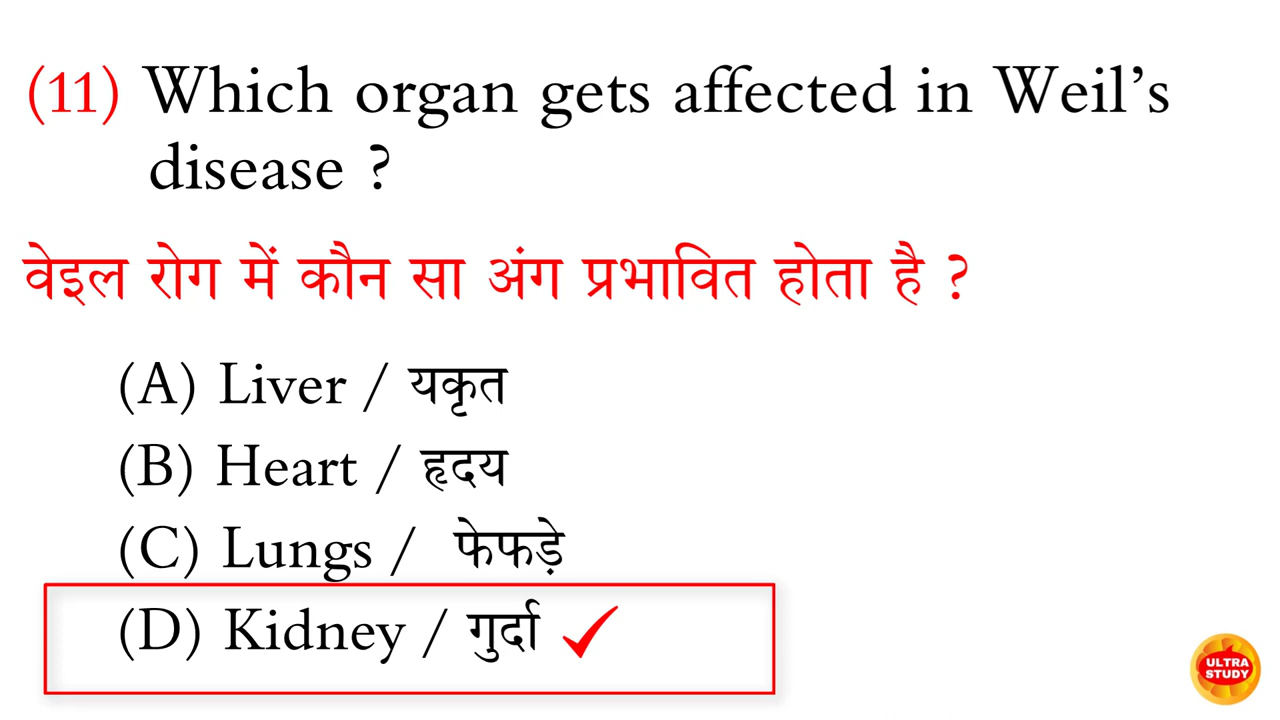 (11) Which organ gets affected in Weil’s
disease ?
वेइल रोग में कौन सा अंग प्रभावित होता है ?
(A) Liver / यकृत
(B) Heart / हृदय
(C) Lungs / फेफड़े
(D) Kidney / गुर्दा ✓
ULTRA
STUDY